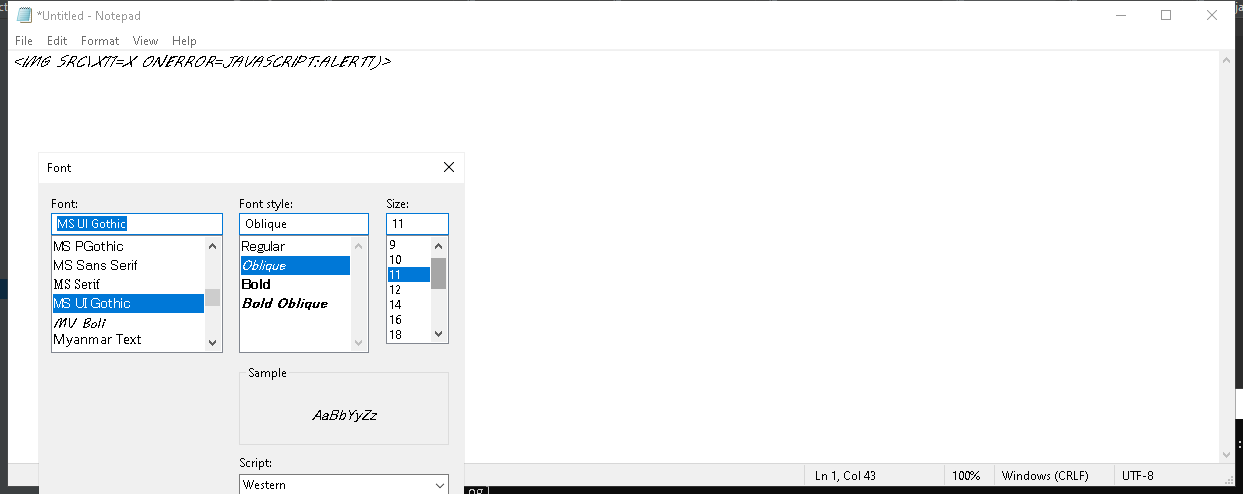 *Untitled - Notepad
File Edit Format View Help
<IMG SRC\XTT=X ONERROR=JAVASCRIPT:ALERTT)>
Font
Font: Font style: Size:
MS UI Gothic Oblique 11
MS PGothic
MS Sans Serif
MS Serif
MS UI Gothic
MV Boli
Myanmar Text
Regular
Oblique
Bold
Bold Oblique
9
10
11
12
14
16
18
Sample
AaBbYyZz
Script:
Western
Ln 1, Col 43 100% Windows (CRLF) UTF-8